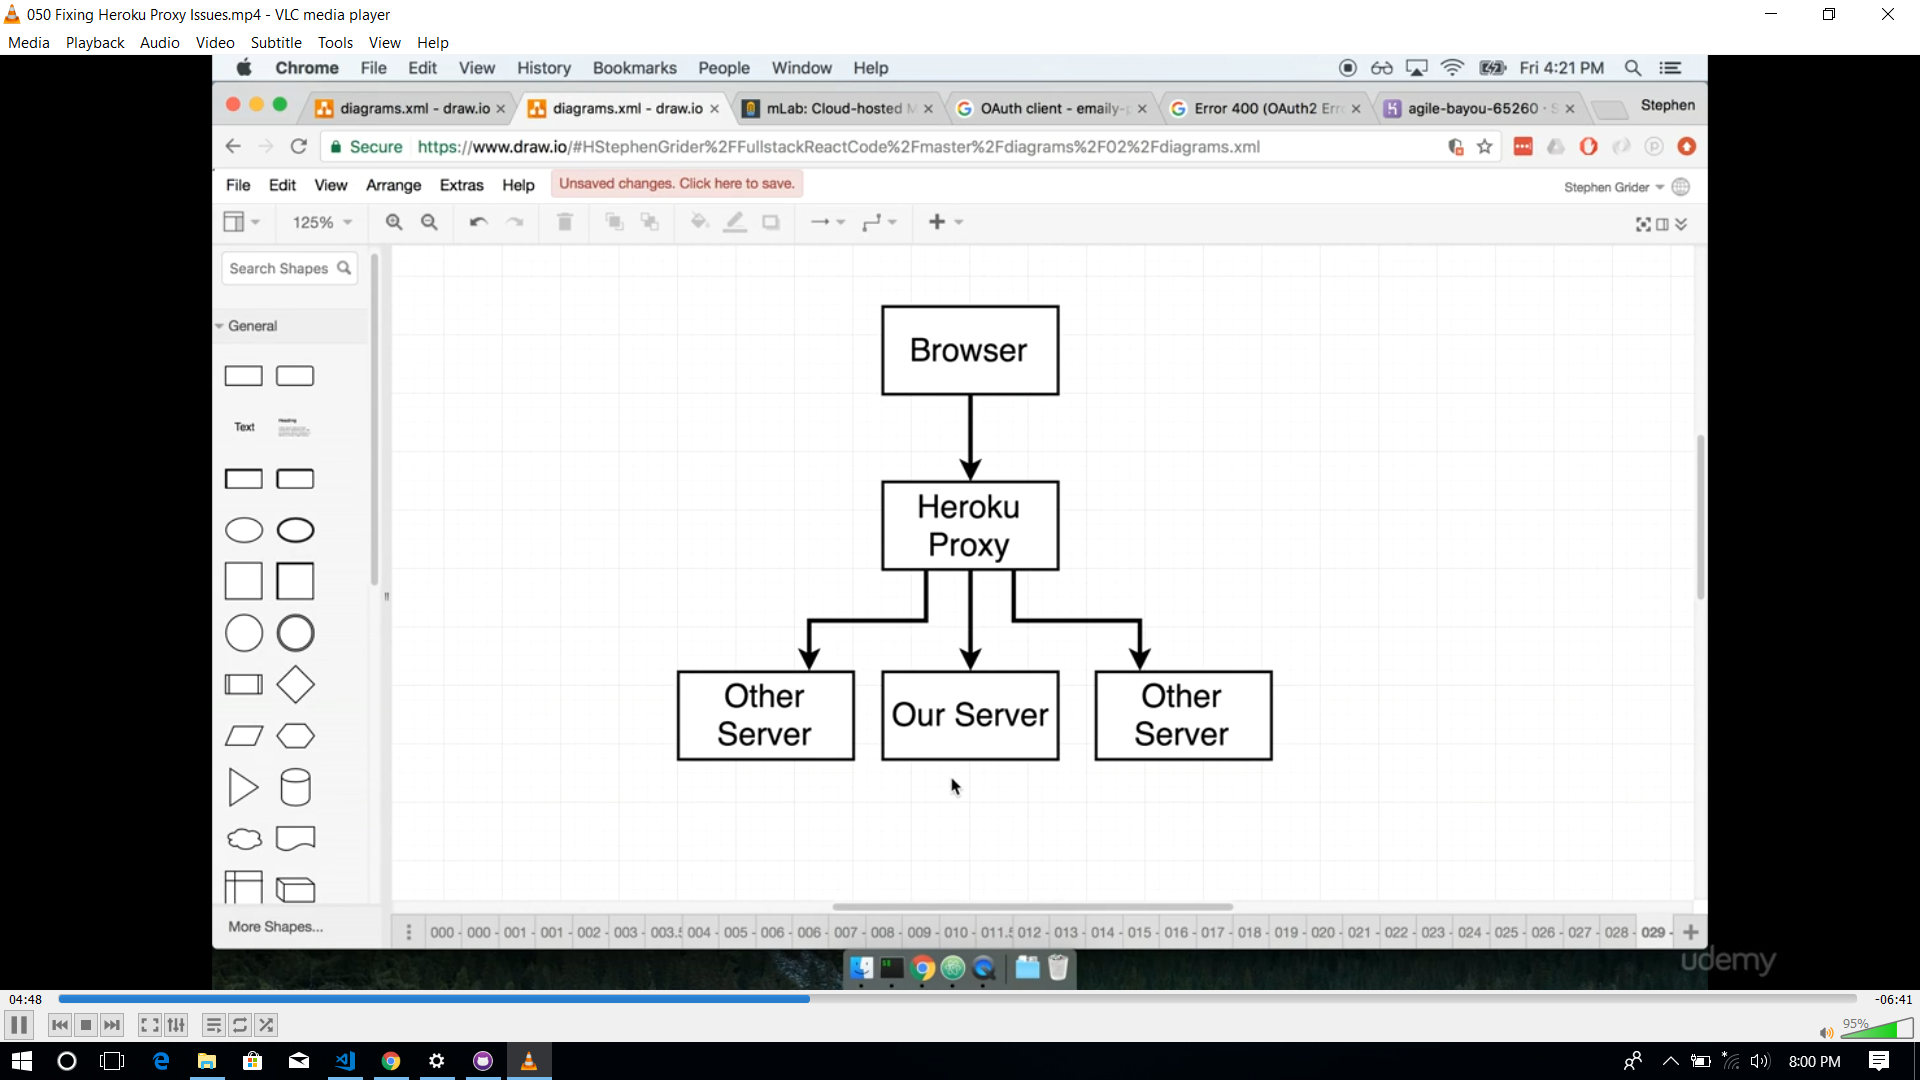 050 Fixing Heroku Proxy Issues.mp4 - VLC media player
Media Playback Audio Video Subtitle Tools View Help
Chrome File Edit View History Bookmarks People Window Help Fri 4:21 PM
diagrams.xml - draw.io diagrams.xml - draw.io mLab: Cloud-hosted M OAuth client - emaily-p Error 400 (OAuth2 Erro agile-bayou-65260 · S Stephen
Secure https://www.draw.io/#HStephenGrider%2FFullstackReactCode%2Fmaster%2Fdiagrams%2F02%2Fdiagrams.xml
File Edit View Arrange Extras Help Unsaved changes. Click here to save. Stephen Grider
125%
Search Shapes
General
Text Heading
Browser
Heroku
Proxy
Other
Server
Our Server
Other
Server
More Shapes...
000 - 000 - 001 - 001 - 002 - 003 - 003.5 004 - 005 - 006 - 006 - 007 - 008 - 009 - 010 - 011.5 012 - 013 - 014 - 015 - 016 - 017 - 018 - 019 - 020 - 021 - 022 - 023 - 024 - 025 - 026 - 027 - 028 - 029 -
udemy
04:48 -06:41
95%
8:00 PM